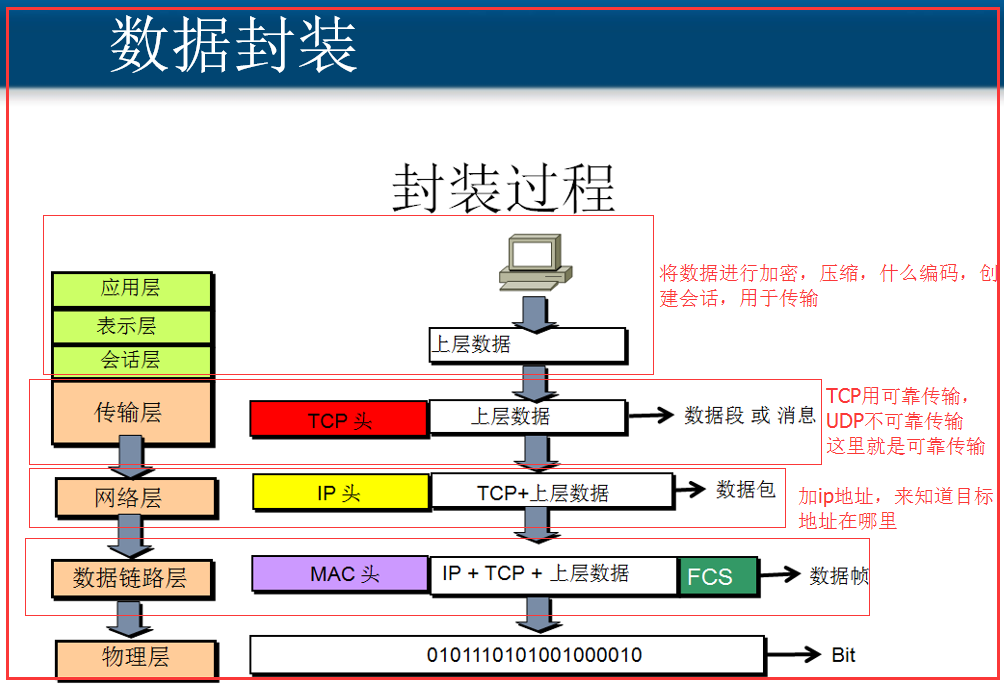 数据封装
封装过程
将数据进行加密，压缩，什么编码，创
建会话，用于传输
应用层
表示层
会话层
上层数据
传输层
TCP 头
上层数据
数据段 或 消息
TCP用可靠传输，
UDP不可靠传输
这里就是可靠传输
网络层
IP 头
TCP+上层数据
数据包
加ip地址，来知道目标
地址在哪里
数据链路层
MAC 头
IP + TCP + 上层数据
FCS
数据帧
物理层
0101110101001000010
Bit